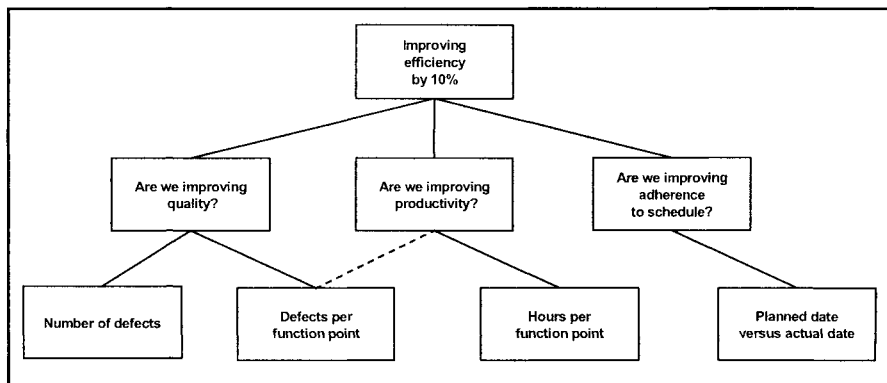 Improving
efficiency
by 10%
Are we improving
quality?
Are we improving
productivity?
Are we improving
adherence
to schedule?
Number of defects
Defects per
function point
Hours per
function point
Planned date
versus actual date